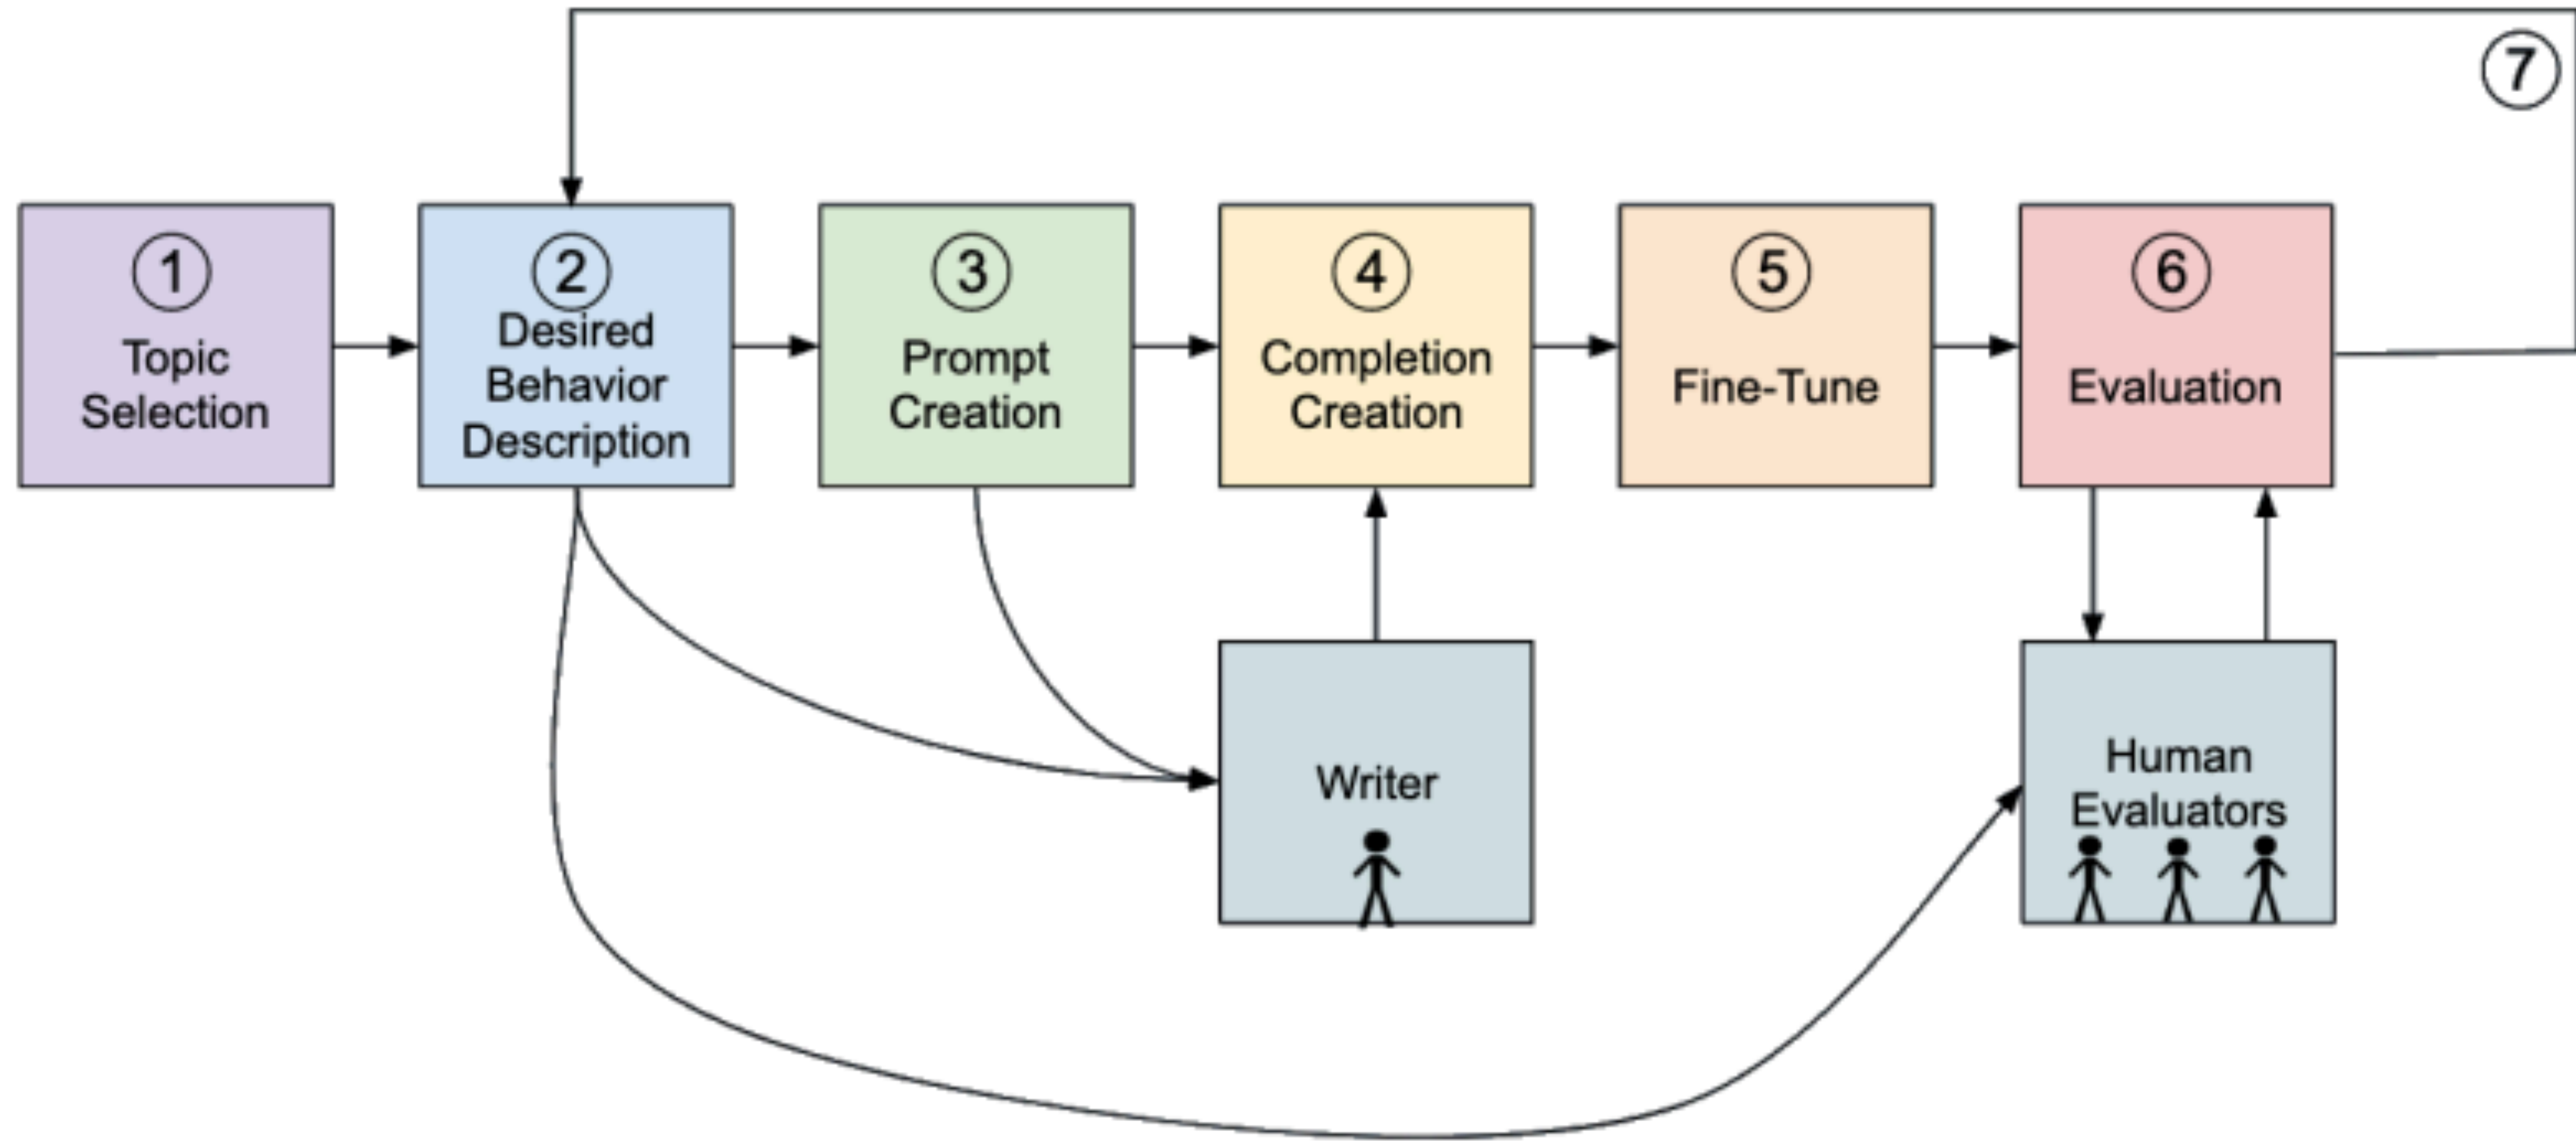 7
1
Topic
Selection
2
Desired
Behavior
Description
3
Prompt
Creation
4
Completion
Creation
5
Fine-Tune
6
Evaluation
Writer
Human
Evaluators